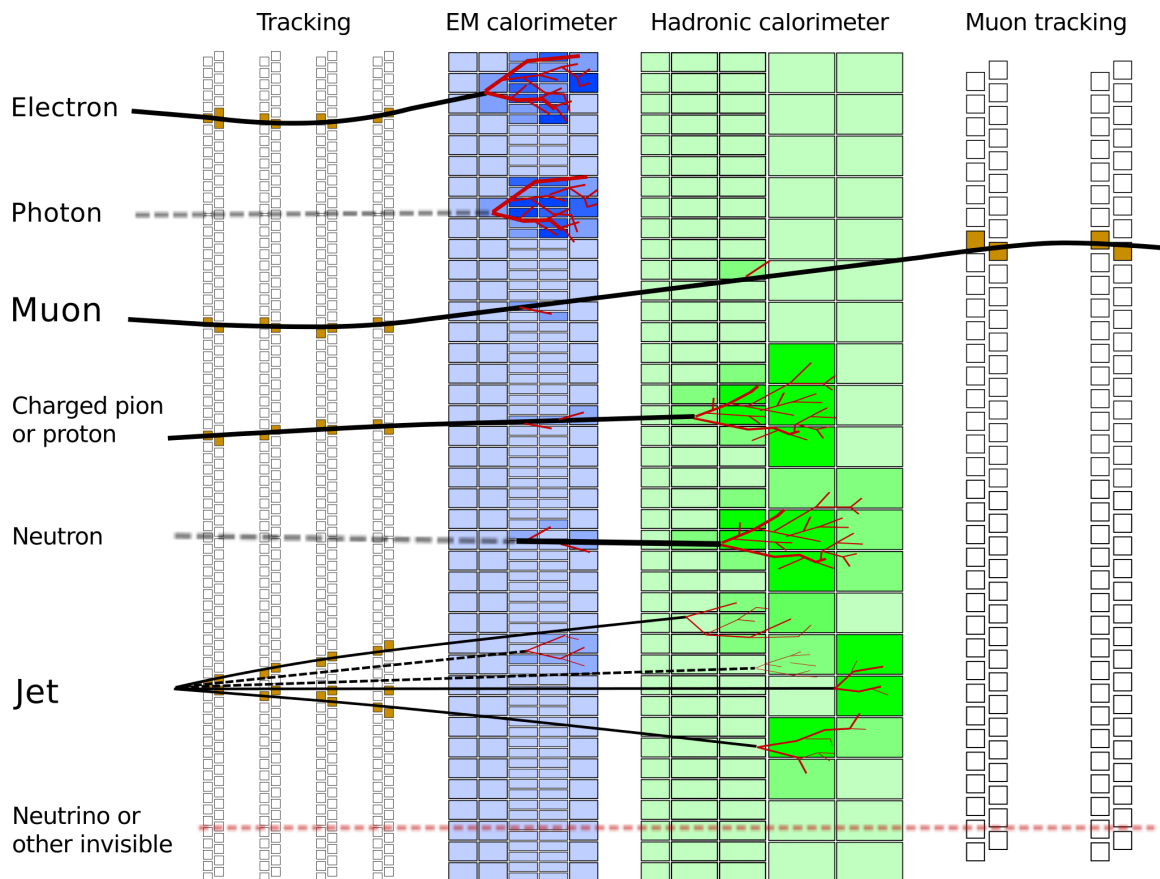 Tracking
EM calorimeter
Hadronic calorimeter
Muon tracking
Electron
Photon
Muon
Charged pion
or proton
Neutron
Jet
Neutrino or
other invisible